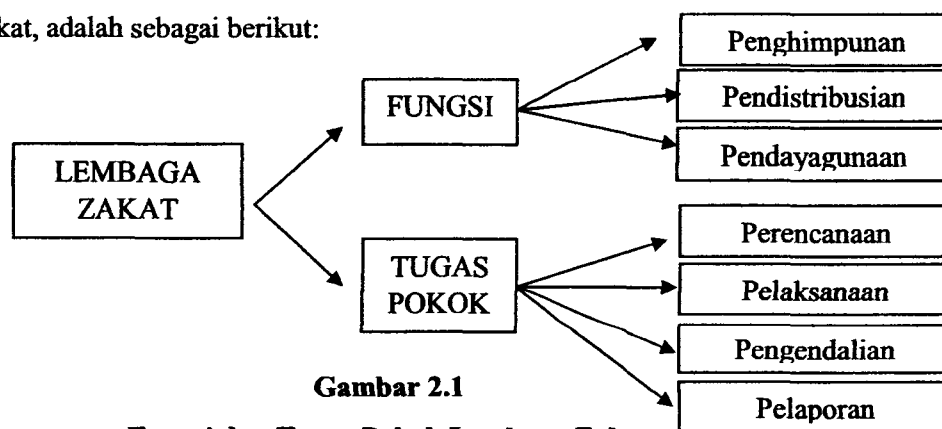 kat, adalah sebagai berikut:
LEMBAGA
ZAKAT
FUNGSI
Penghimpunan
Pendistribusian
Pendayagunaan
TUGAS
POKOK
Perencanaan
Pelaksanaan
Pengendalian
Pelaporan
Gambar 2.1